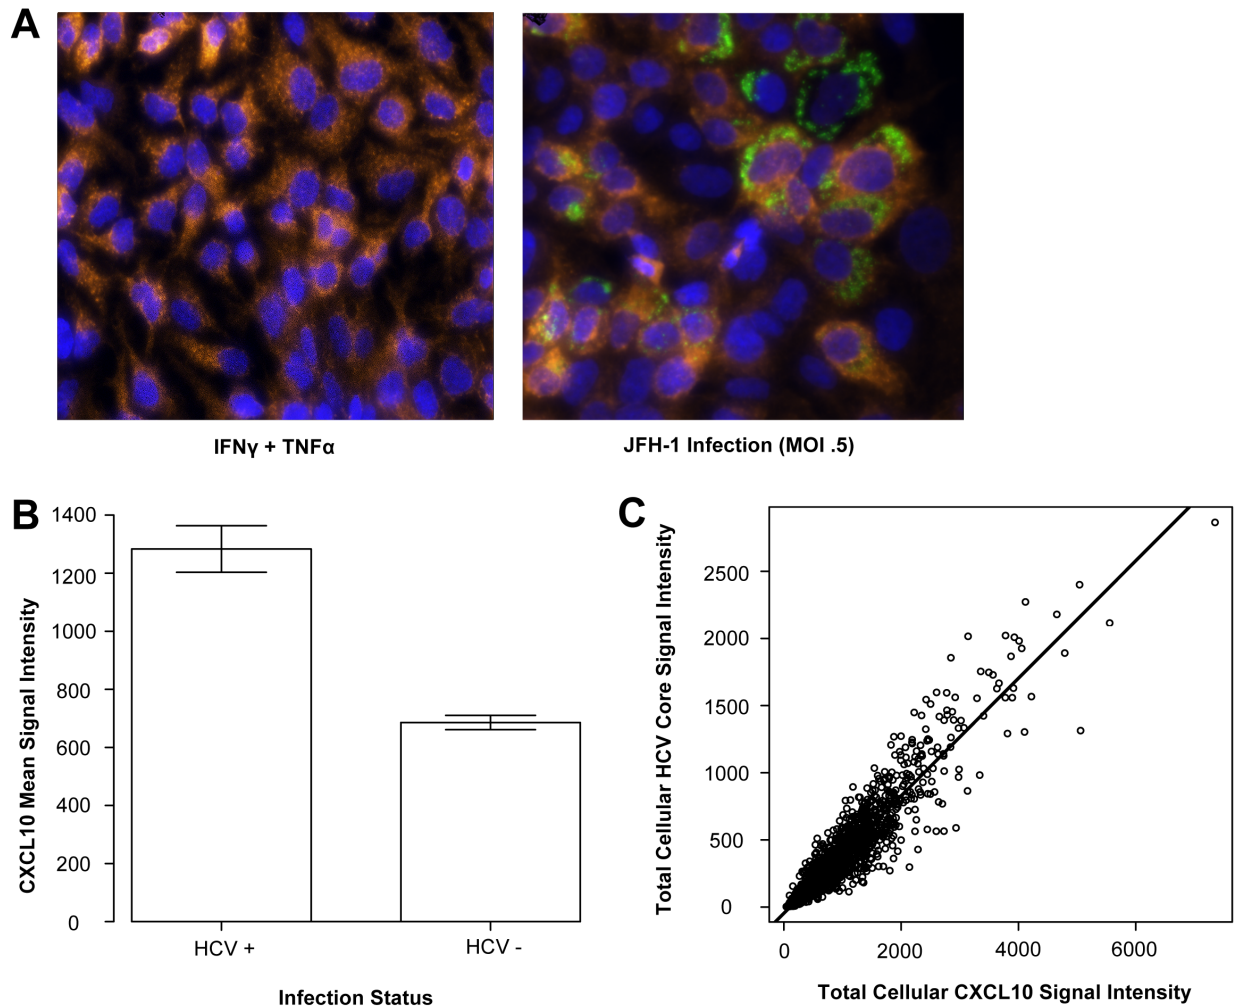 A
IFNγ + TNFα
JFH-1 Infection (MOI .5)
B
CXCL10 Mean Signal Intensity
1400
1200
1000
800
600
400
200
0
HCV +
HCV -
Infection Status
C
Total Cellular HCV Core Signal Intensity
2500
2000
1500
1000
500
0
0
2000
4000
6000
Total Cellular CXCL10 Signal Intensity